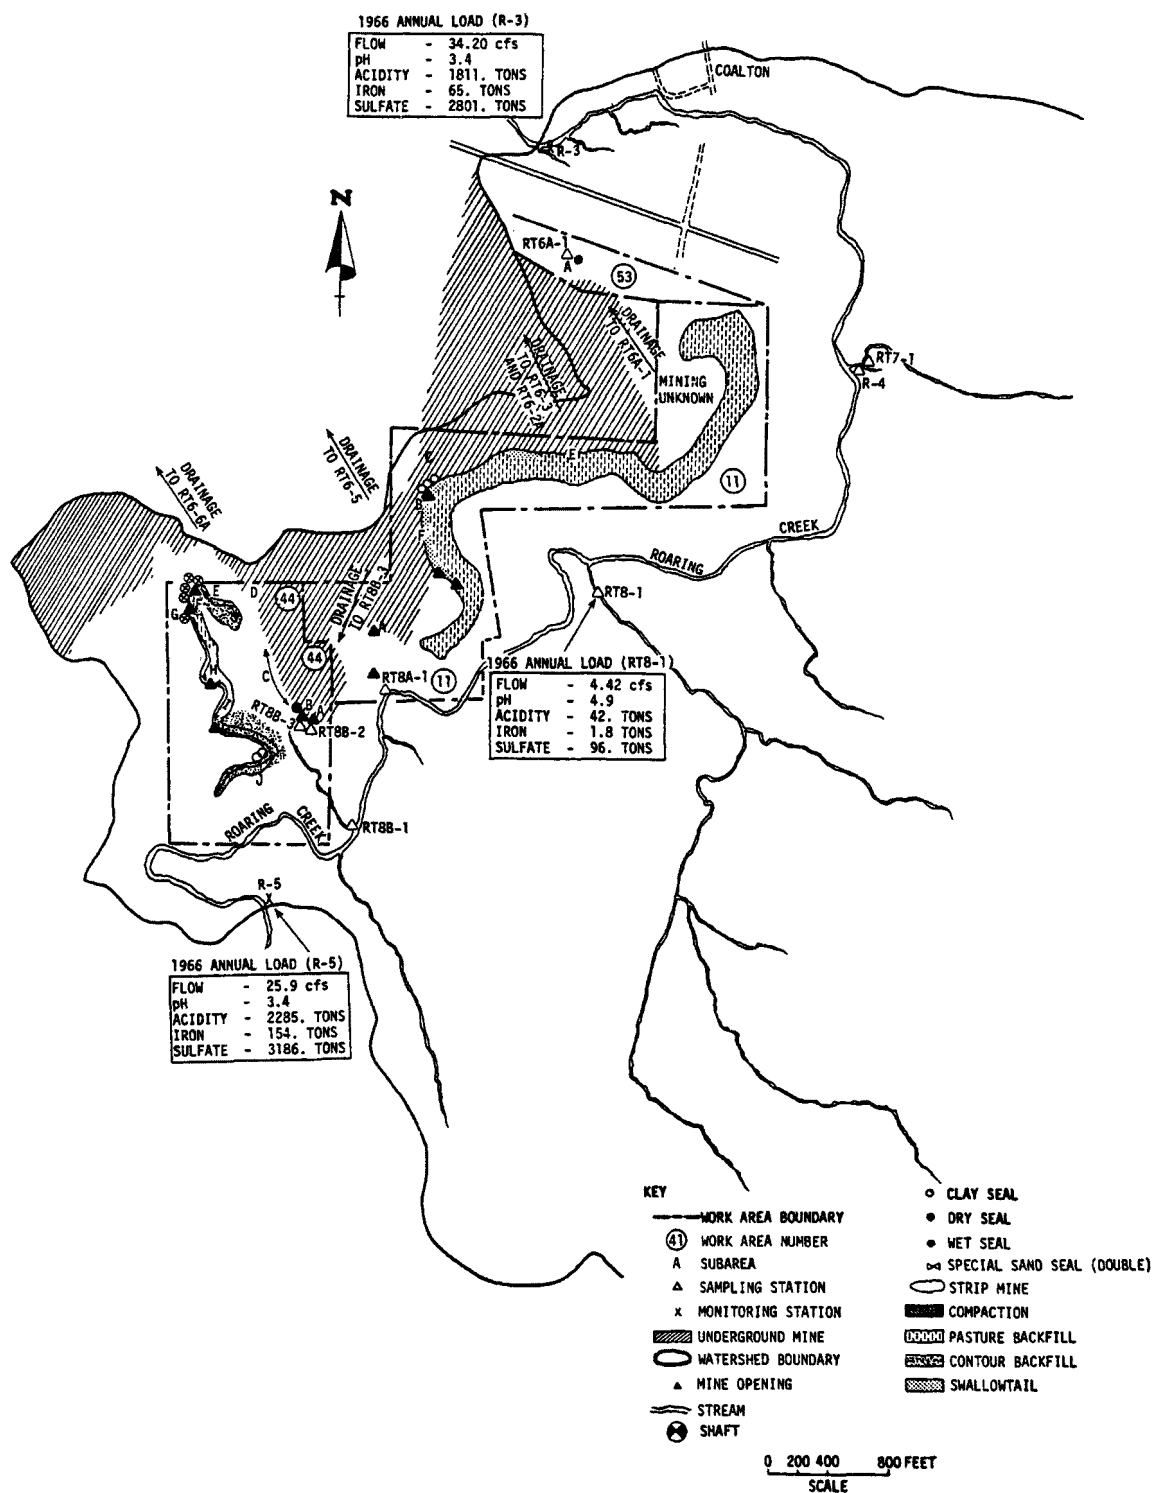 1966 ANNUAL LOAD (R-3)
FLOW - 34.20 cfs
pH - 3.4
ACIDITY - 1811. TONS
IRON - 65. TONS
SULFATE - 2801. TONS
COALTON
R-3
N
RT6A-1
A
53
DRAINAGE
TO RT6A-1
DRAINAGE
TO RT6-3
AND RT6-2A
MINING
UNKNOWN
RT7-1
R-4
E
C
B
11
DRAINAGE
TO RT6-5
DRAINAGE
TO RT6-6A
CREEK
ROARING
DRAINAGE
TO RT8B-3
E
D
44
G
RT8-1
A
44
C
H
RT8A-1
11
1966 ANNUAL LOAD (RT8-1)
FLOW - 4.42 cfs
pH - 4.9
ACIDITY - 42. TONS
IRON - 1.8 TONS
SULFATE - 96. TONS
B
A
RT8B-3
RT8B-2
J
ROARING
CREEK
RT8B-1
R-5
1966 ANNUAL LOAD (R-5)
FLOW - 25.9 cfs
pH - 3.4
ACIDITY - 2285. TONS
IRON - 154. TONS
SULFATE - 3186. TONS
KEY
WORK AREA BOUNDARY
41 WORK AREA NUMBER
A SUBAREA
SAMPLING STATION
x MONITORING STATION
UNDERGROUND MINE
WATERSHED BOUNDARY
MINE OPENING
STREAM
SHAFT
CLAY SEAL
DRY SEAL
WET SEAL
SPECIAL SAND SEAL (DOUBLE)
STRIP MINE
COMPACTION
PASTURE BACKFILL
CONTOUR BACKFILL
SWALLOWTAIL
0 200 400 800 FEET
SCALE